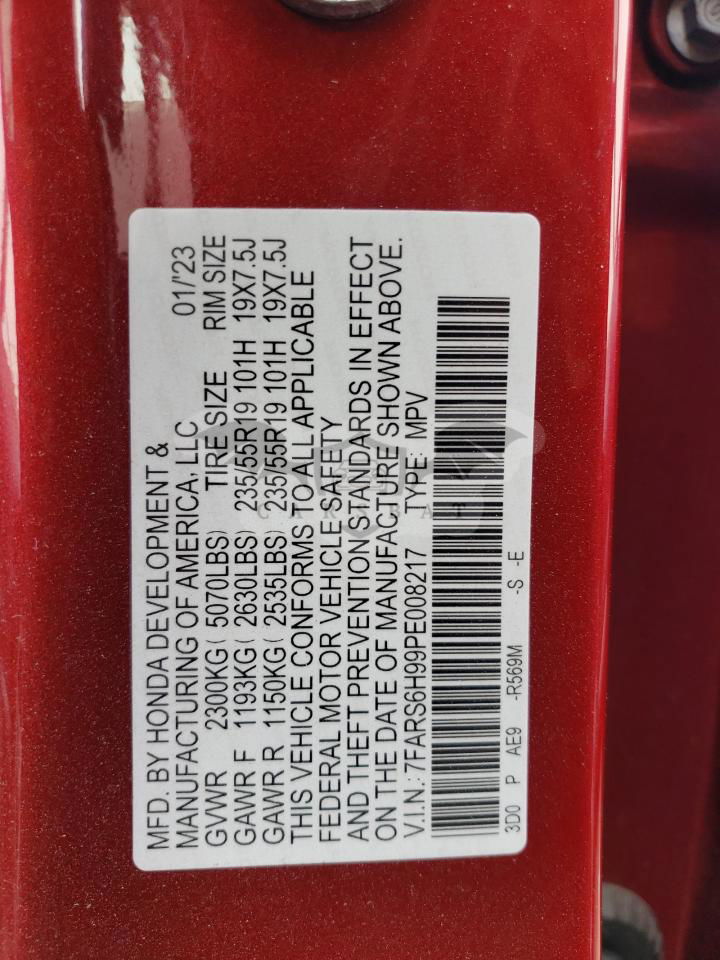 MFD. BY HONDA DEVELOPMENT &
MANUFACTURING OF AMERICA, LLC 01/'23
GVWR 2300KG( 5070LBS) TIRE SIZE RIM SIZE
GAWR F 1193KG( 2630LBS) 235/55R19 101H 19X7.5J
GAWR R 1150KG( 2535LBS) 235/55R19 101H 19X7.5J
THIS VEHICLE CONFORMS TO ALL APPLICABLE
FEDERAL MOTOR VEHICLE SAFETY
AND THEFT PREVENTION STANDARDS IN EFFECT
ON THE DATE OF MANUFACTURE SHOWN ABOVE.
V.I.N.: 7FARS6H99PE008217 TYPE: MPV
3D0 P AE9 -R569M -S -E
CARSBAT